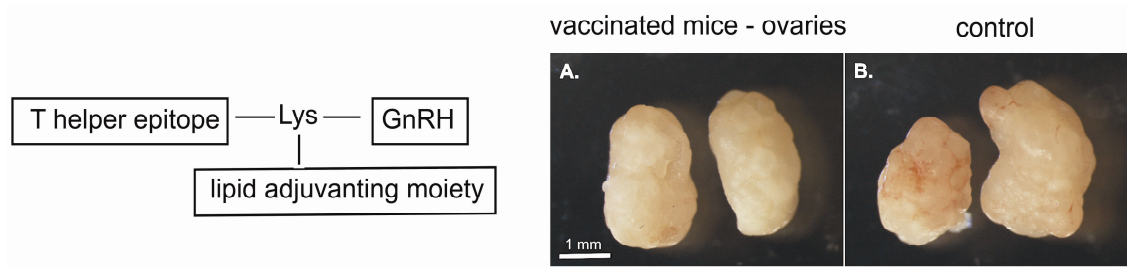 T helper epitope
Lys
GnRH
lipid adjuvanting moiety
vaccinated mice - ovaries
control
A.
B.
1 mm